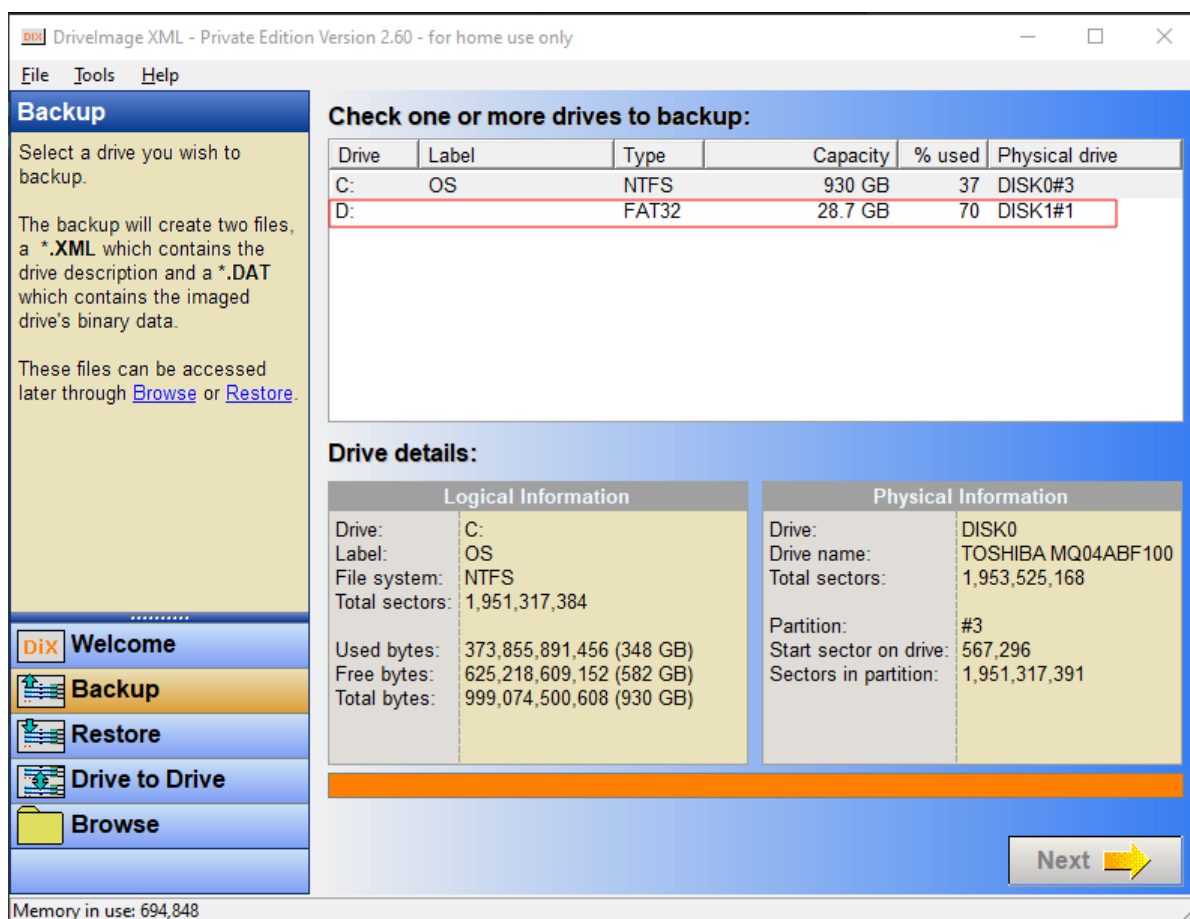 DiX DriveImage XML - Private Edition Version 2.60 - for home use only
File Tools Help
Backup
Select a drive you wish to
backup.
The backup will create two files,
a *.XML which contains the
drive description and a *.DAT
which contains the imaged
drive's binary data.
These files can be accessed
later through Browse or Restore.
DiX Welcome
Backup
Restore
Drive to Drive
Browse
Check one or more drives to backup:
Drive Label Type Capacity % used Physical drive
C: OS NTFS 930 GB 37 DISK0#3
D: FAT32 28.7 GB 70 DISK1#1
Drive details:
Logical Information
Drive: C:
Label: OS
File system: NTFS
Total sectors: 1,951,317,384
Used bytes: 373,855,891,456 (348 GB)
Free bytes: 625,218,609,152 (582 GB)
Total bytes: 999,074,500,608 (930 GB)
Physical Information
Drive: DISK0
Drive name: TOSHIBA MQ04ABF100
Total sectors: 1,953,525,168
Partition: #3
Start sector on drive: 567,296
Sectors in partition: 1,951,317,391
Next
Memory in use: 694,848